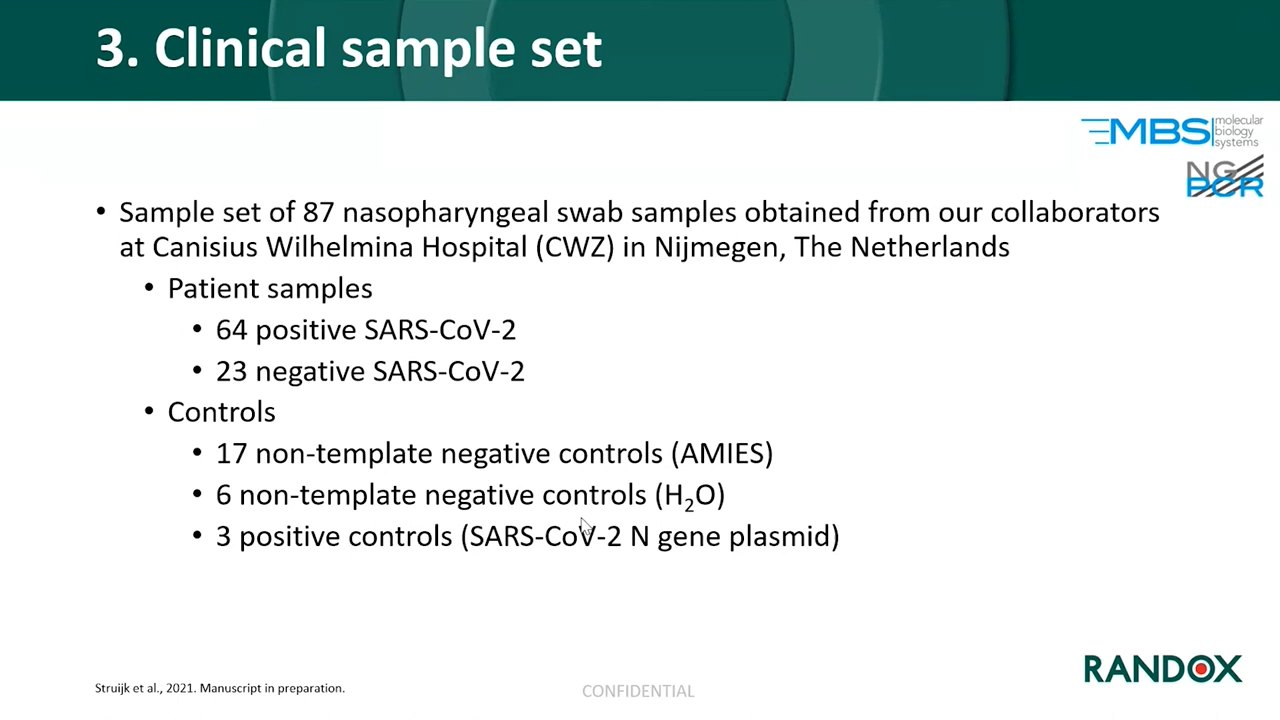 3. Clinical sample set
MBS molecular
biology
systems
NG
PCR
• Sample set of 87 nasopharyngeal swab samples obtained from our collaborators
at Canisius Wilhelmina Hospital (CWZ) in Nijmegen, The Netherlands
• Patient samples
• 64 positive SARS-CoV-2
• 23 negative SARS-CoV-2
• Controls
• 17 non-template negative controls (AMIES)
• 6 non-template negative controls (H₂O)
• 3 positive controls (SARS-CoV-2 N gene plasmid)
RANDOX
Struijk et al., 2021. Manuscript in preparation.
CONFIDENTIAL